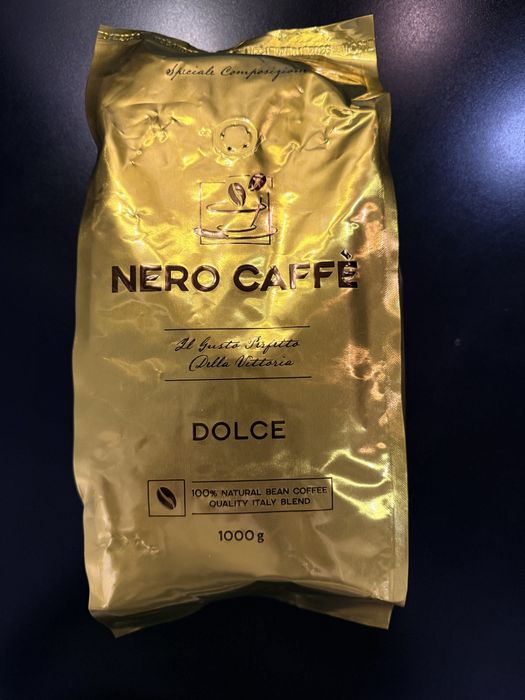 Speciale Composizione
NERO CAFFÈ
Il Gusto Perfetto
Della Vittoria
DOLCE
100% NATURAL BEAN COFFEE
QUALITY ITALY BLEND
1000g